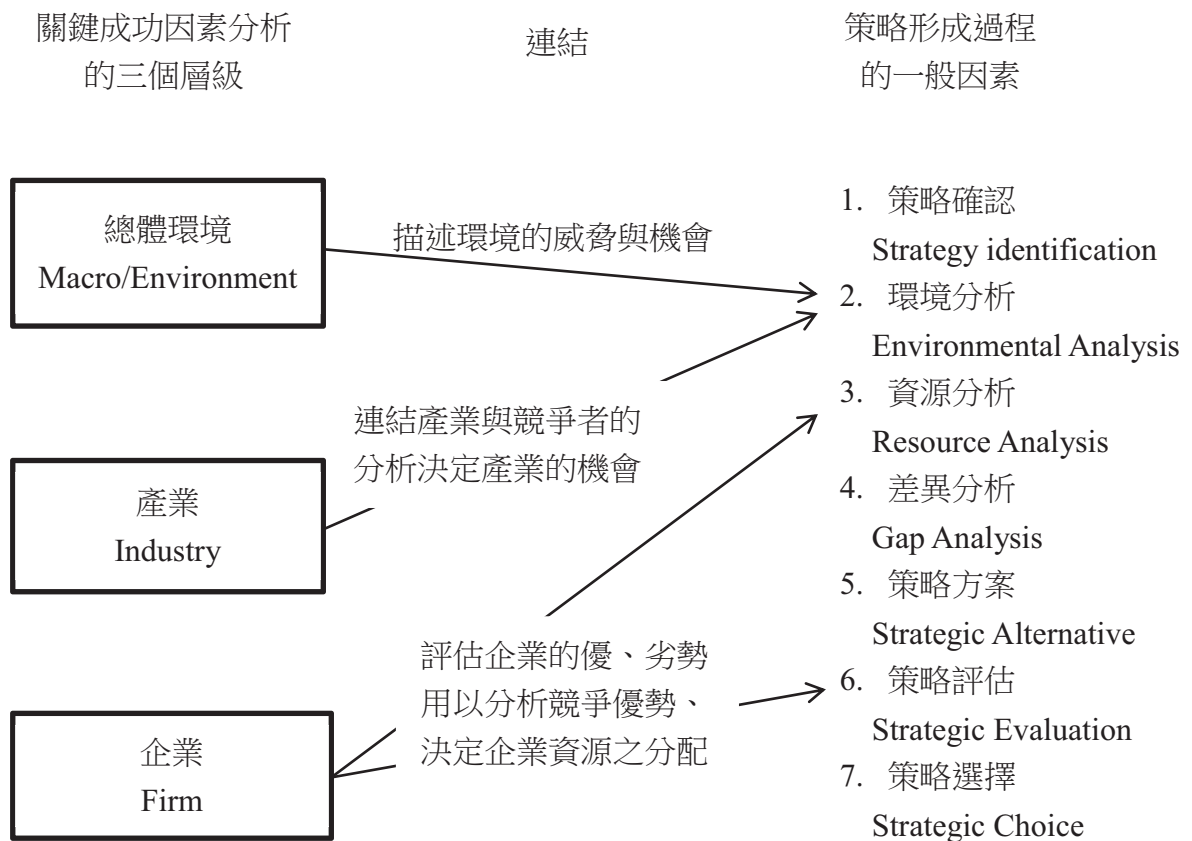 關鍵成功因素分析
的三個層級
連結
策略形成過程
的一般因素
總體環境
Macro/Environment
描述環境的威脅與機會
產業
Industry
連結產業與競爭者的
分析決定產業的機會
企業
Firm
評估企業的優、劣勢
用以分析競爭優勢、
決定企業資源之分配
1. 策略確認
Strategy identification
2. 環境分析
Environmental Analysis
3. 資源分析
Resource Analysis
4. 差異分析
Gap Analysis
5. 策略方案
Strategic Alternative
6. 策略評估
Strategic Evaluation
7. 策略選擇
Strategic Choice